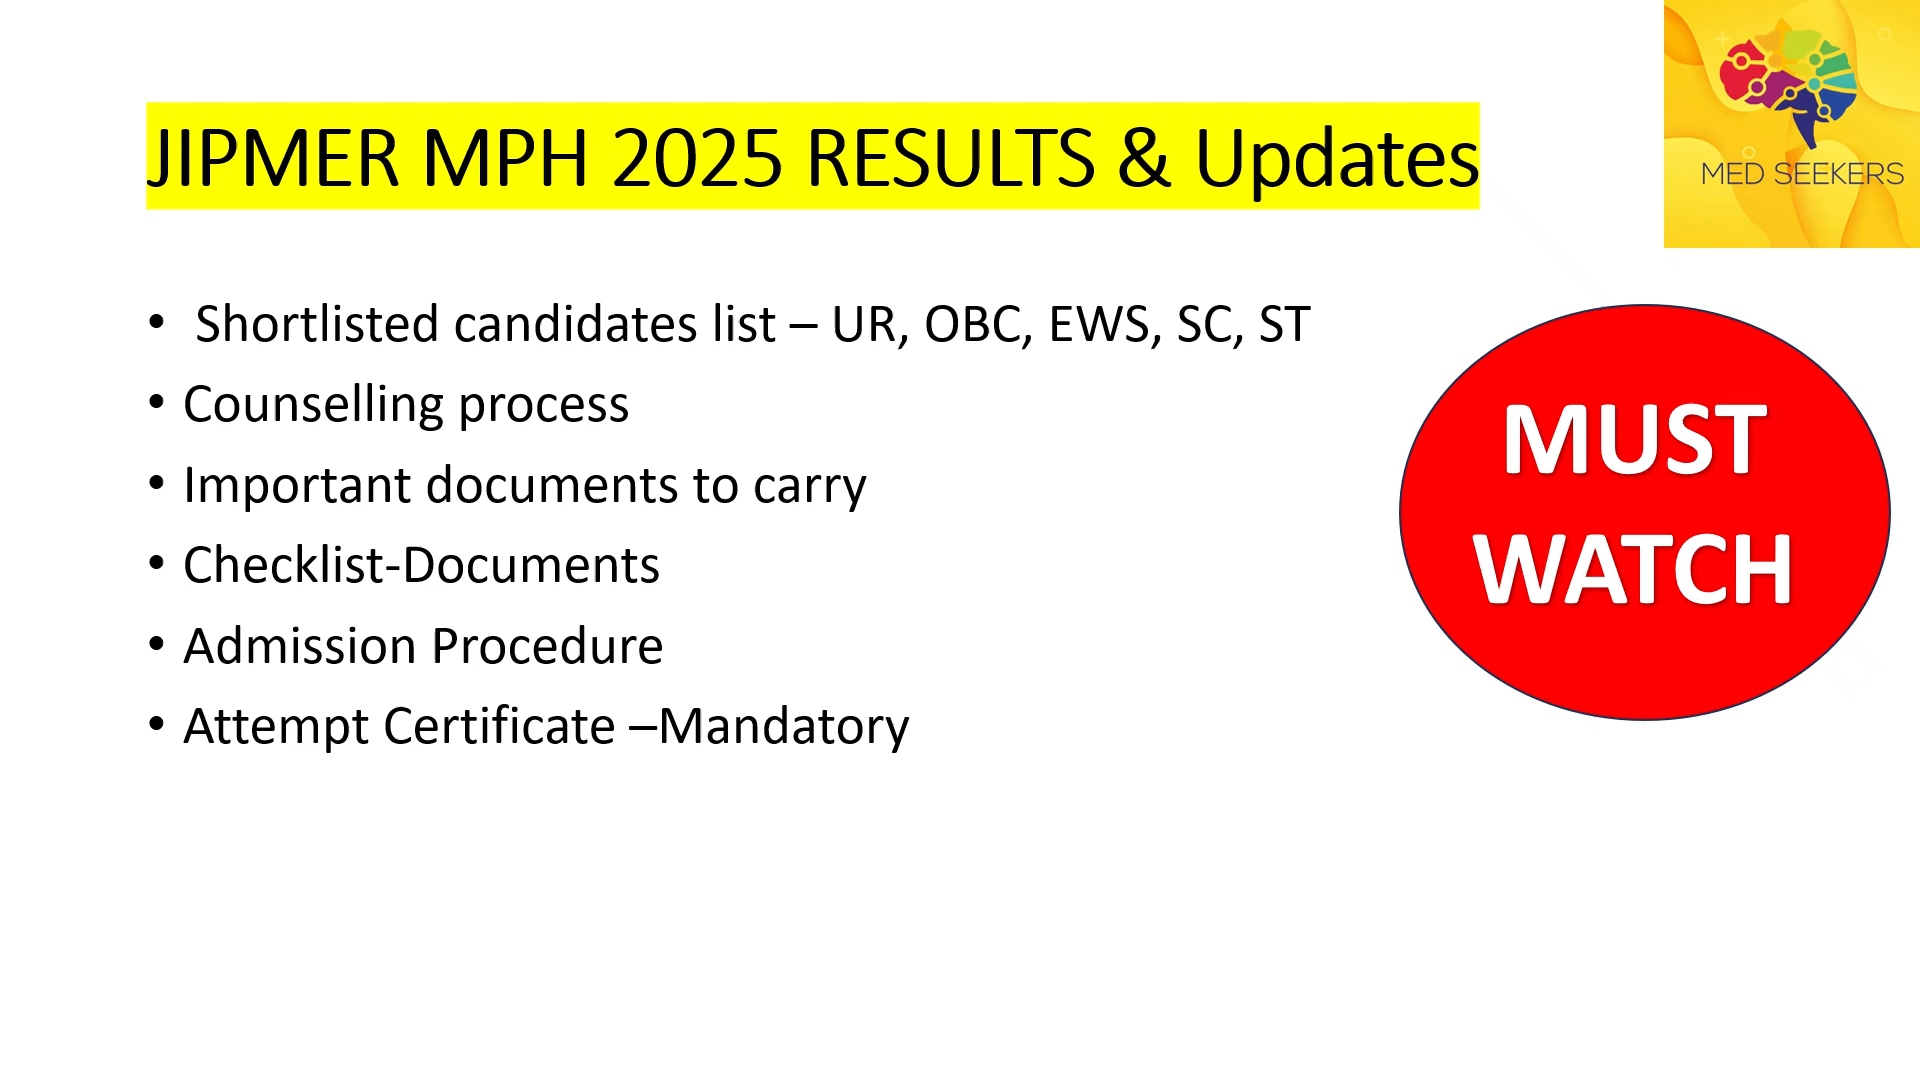 JIPMER MPH 2025 RESULTS & Updates
MED SEEKERS
• Shortlisted candidates list – UR, OBC, EWS, SC, ST
• Counselling process
• Important documents to carry
• Checklist-Documents
• Admission Procedure
• Attempt Certificate –Mandatory
MUST
WATCH